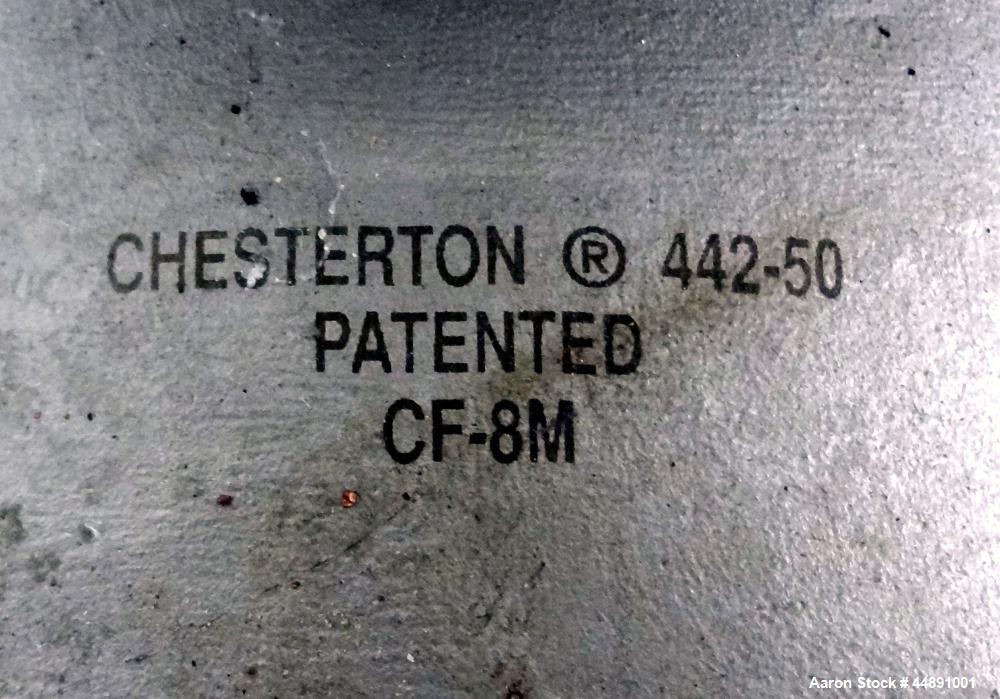 CHESTERTON ® 442-50
PATENTED
CF-8M
Aaron Stock # 44891001